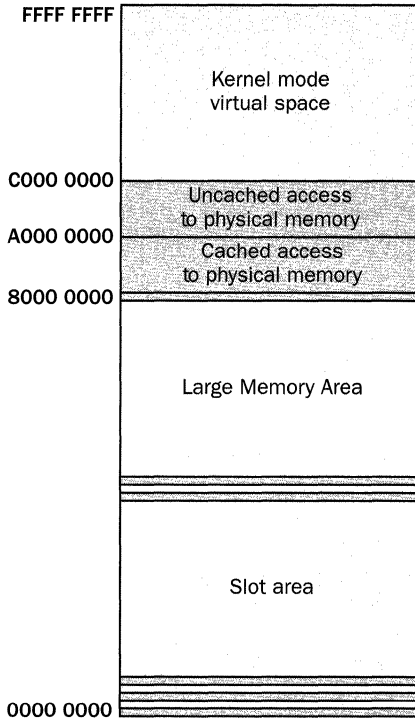 FFFF FFFF
Kernel mode
virtual space
C000 0000
Uncached access
to physical memory
A000 0000
Cached access
to physical memory
8000 0000
Large Memory Area
Slot area
0000 0000